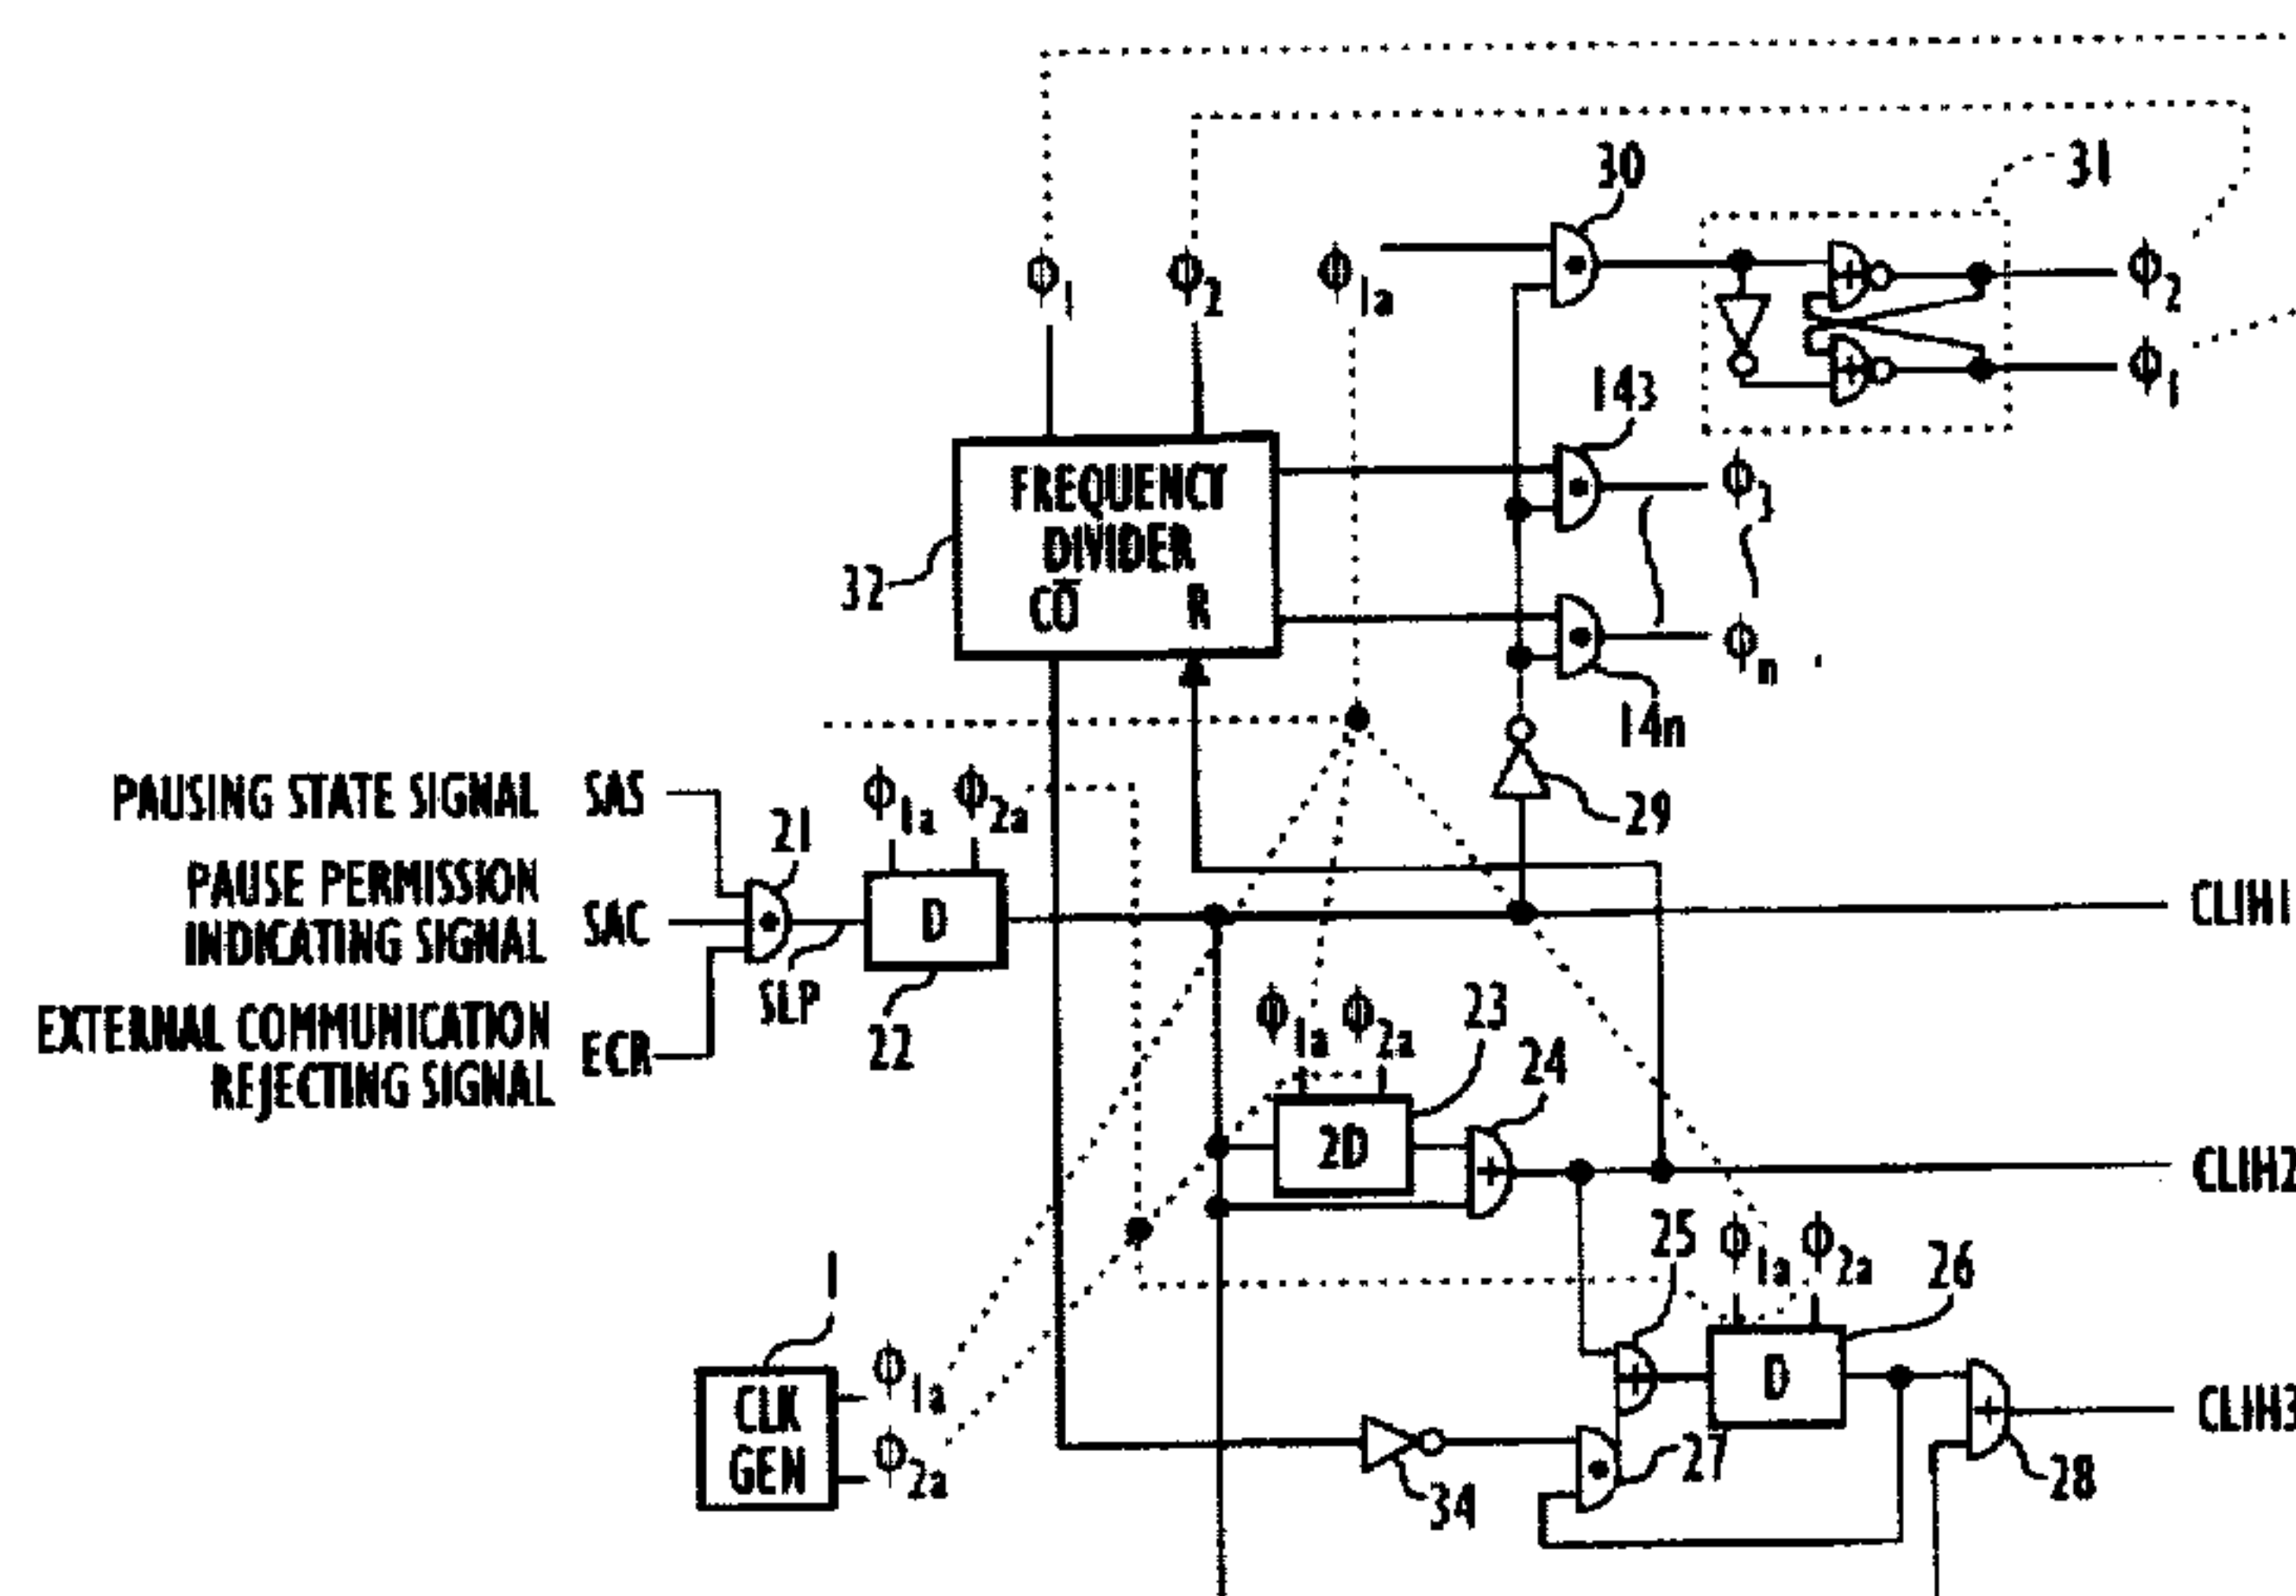 30
31
ϕ1 ϕ2 ϕ1a
ϕ2
ϕ1
143
FREQUENCY
DIVIDER
CO̅ R
32
ϕ3
ϕn
14n
29
PAUSING STATE SIGNAL SAS
21
ϕ1a ϕ2a
PAUSE PERMISSION
INDICATING SIGNAL SAC
D
CLIH1
SLP
22
EXTERNAL COMMUNICATION
REJECTING SIGNAL ECR
ϕ1a ϕ2a
23
24
2D
CLIH2
25
ϕ1a ϕ2a
26
1
CLK
GEN
ϕ1a
ϕ2a
D
CLIH3
34
27
28